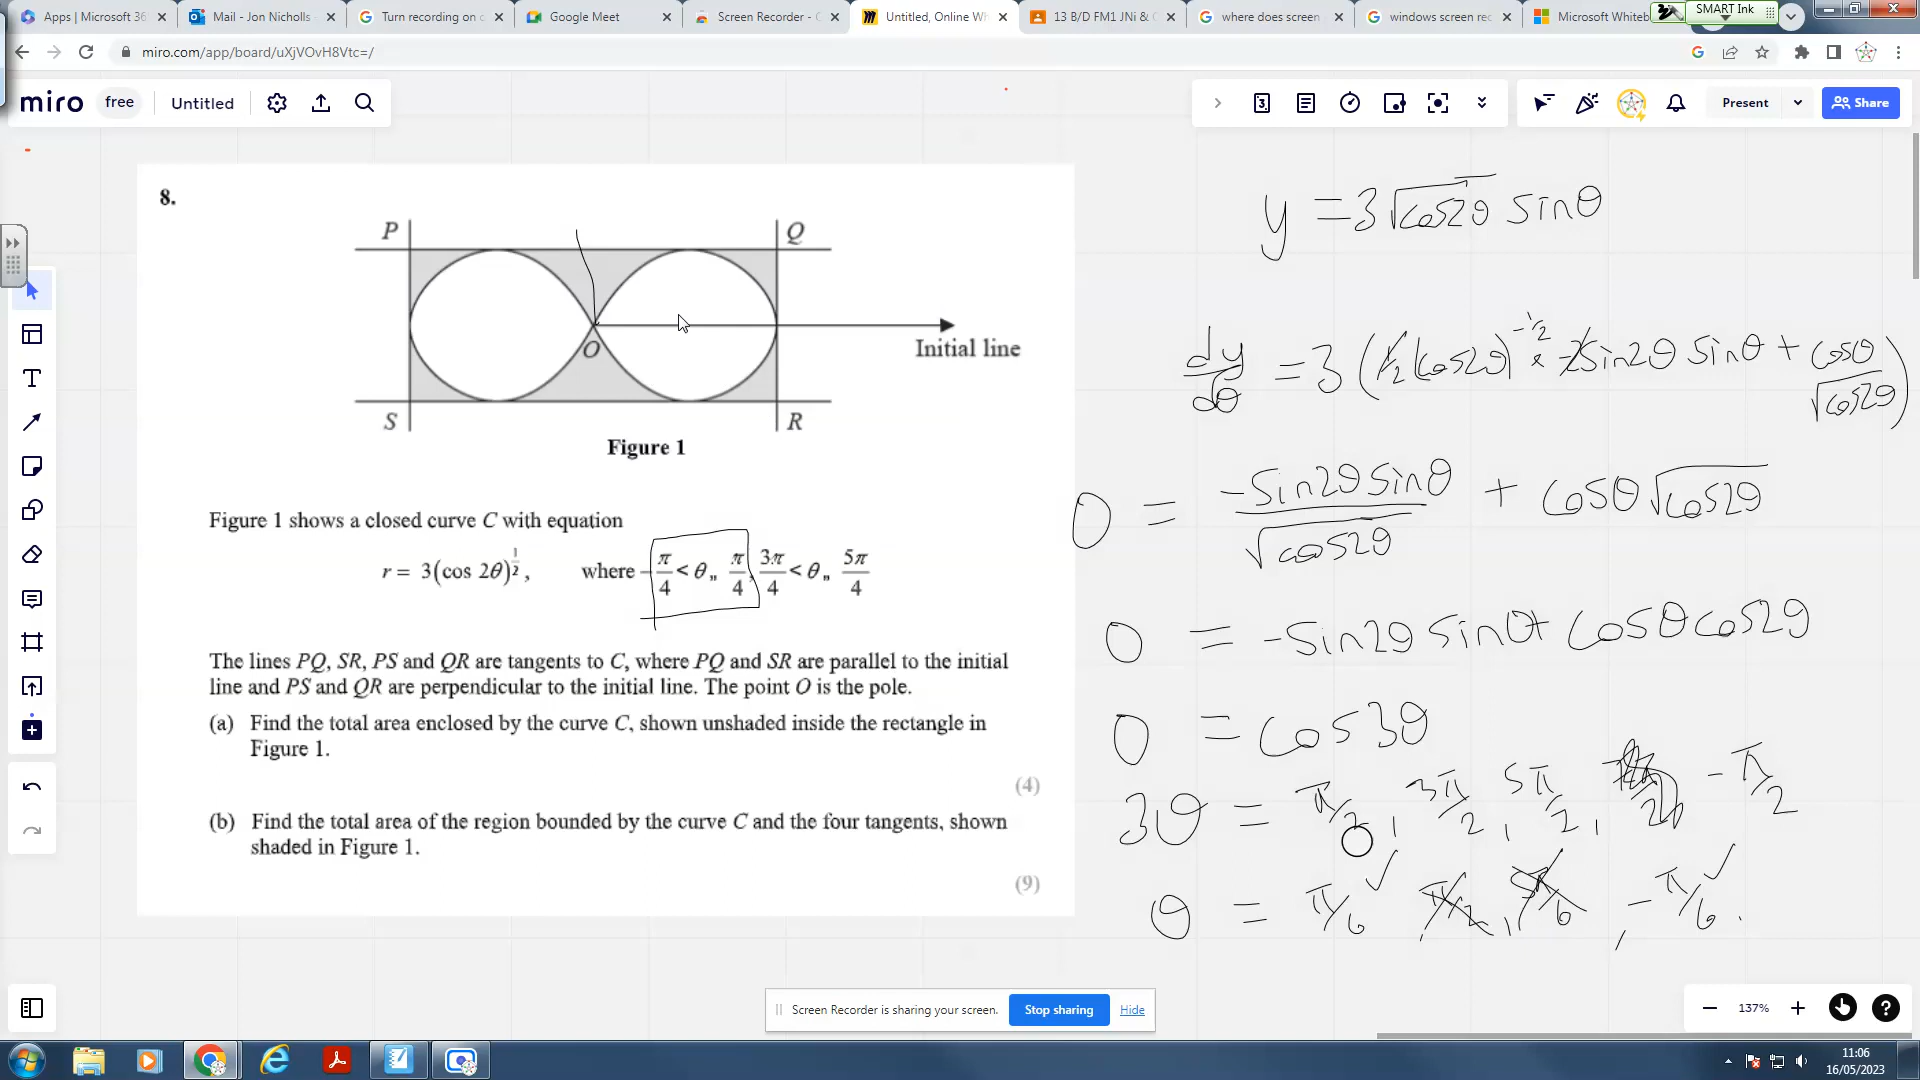 Apps | Microsoft 36
Mail - Jon Nicholls -
Turn recording on o
Google Meet
Screen Recorder - C
Untitled, Online Wh
13 B/D FM1 JNi &
where does screen
windows screen rec
Microsoft Whiteb
SMART Ink
miro.com/app/board/uXjVOvH8Vtc=/
miro free Untitled
Present
Share
8.
P
Q
O
Initial line
S
R
Figure 1
Figure 1 shows a closed curve C with equation
r = 3(cos 2θ)^{1/2}, where -π/4 < θ „ π/4, 3π/4 < θ „ 5π/4
The lines PQ, SR, PS and QR are tangents to C, where PQ and SR are parallel to the initial
line and PS and QR are perpendicular to the initial line. The point O is the pole.
(a) Find the total area enclosed by the curve C, shown unshaded inside the rectangle in
Figure 1.
(4)
(b) Find the total area of the region bounded by the curve C and the four tangents, shown
shaded in Figure 1.
(9)
y = 3√cos2θ sinθ
dy/dθ = 3(1/2(cos2θ)^{-1/2} × -2sin2θ sinθ + cosθ√cos2θ)
0 = -sin2θ sinθ/√cos2θ + cosθ√cos2θ
0 = -sin2θ sinθ + cosθ cos2θ
0 = cos3θ
3θ = π/2, 3π/2, 5π/2, -π/2
θ = π/6 ✓ π/2, 5π/6, -π/6 ✓
Screen Recorder is sharing your screen.
Stop sharing
Hide
137%
11:06
16/05/2023